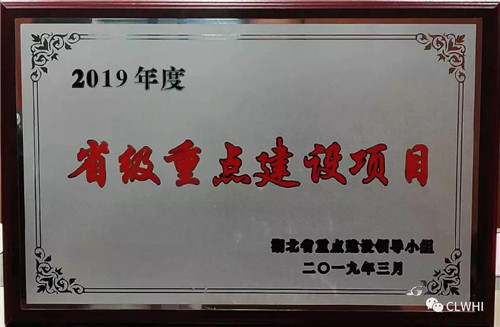 2019年度
省级重点建设项目
湖北省重点建设领导小组
二〇一九年三月
CLWHI